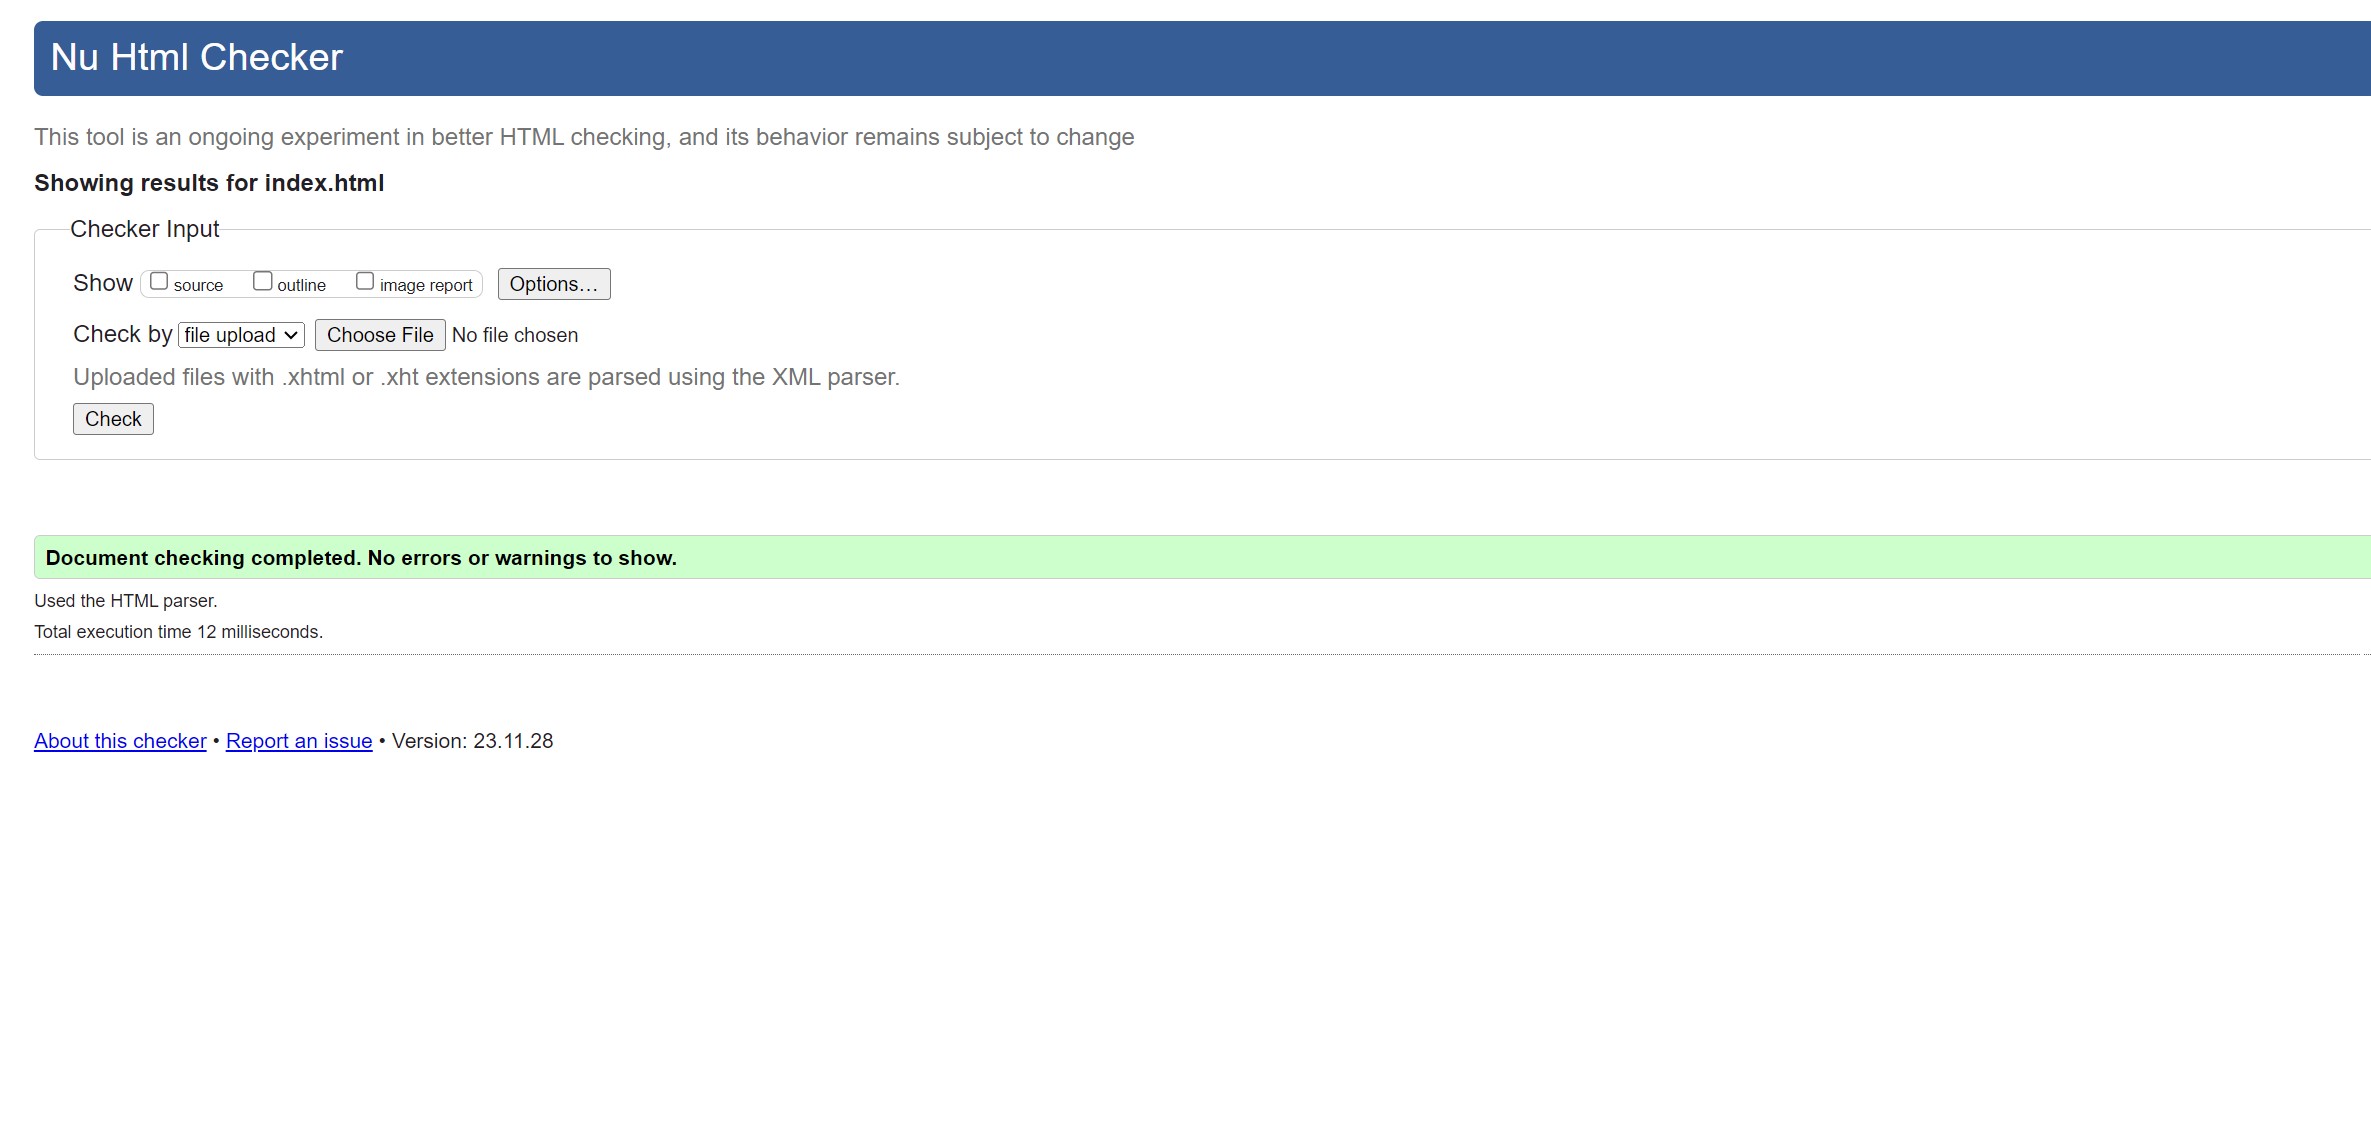 Nu Html Checker
This tool is an ongoing experiment in better HTML checking, and its behavior remains subject to change
Showing results for index.html
Checker Input
Show source outline image report Options...
Check by file upload Choose File No file chosen
Uploaded files with .xhtml or .xht extensions are parsed using the XML parser.
Check
Document checking completed. No errors or warnings to show.
Used the HTML parser.
Total execution time 12 milliseconds.
About this checker • Report an issue • Version: 23.11.28